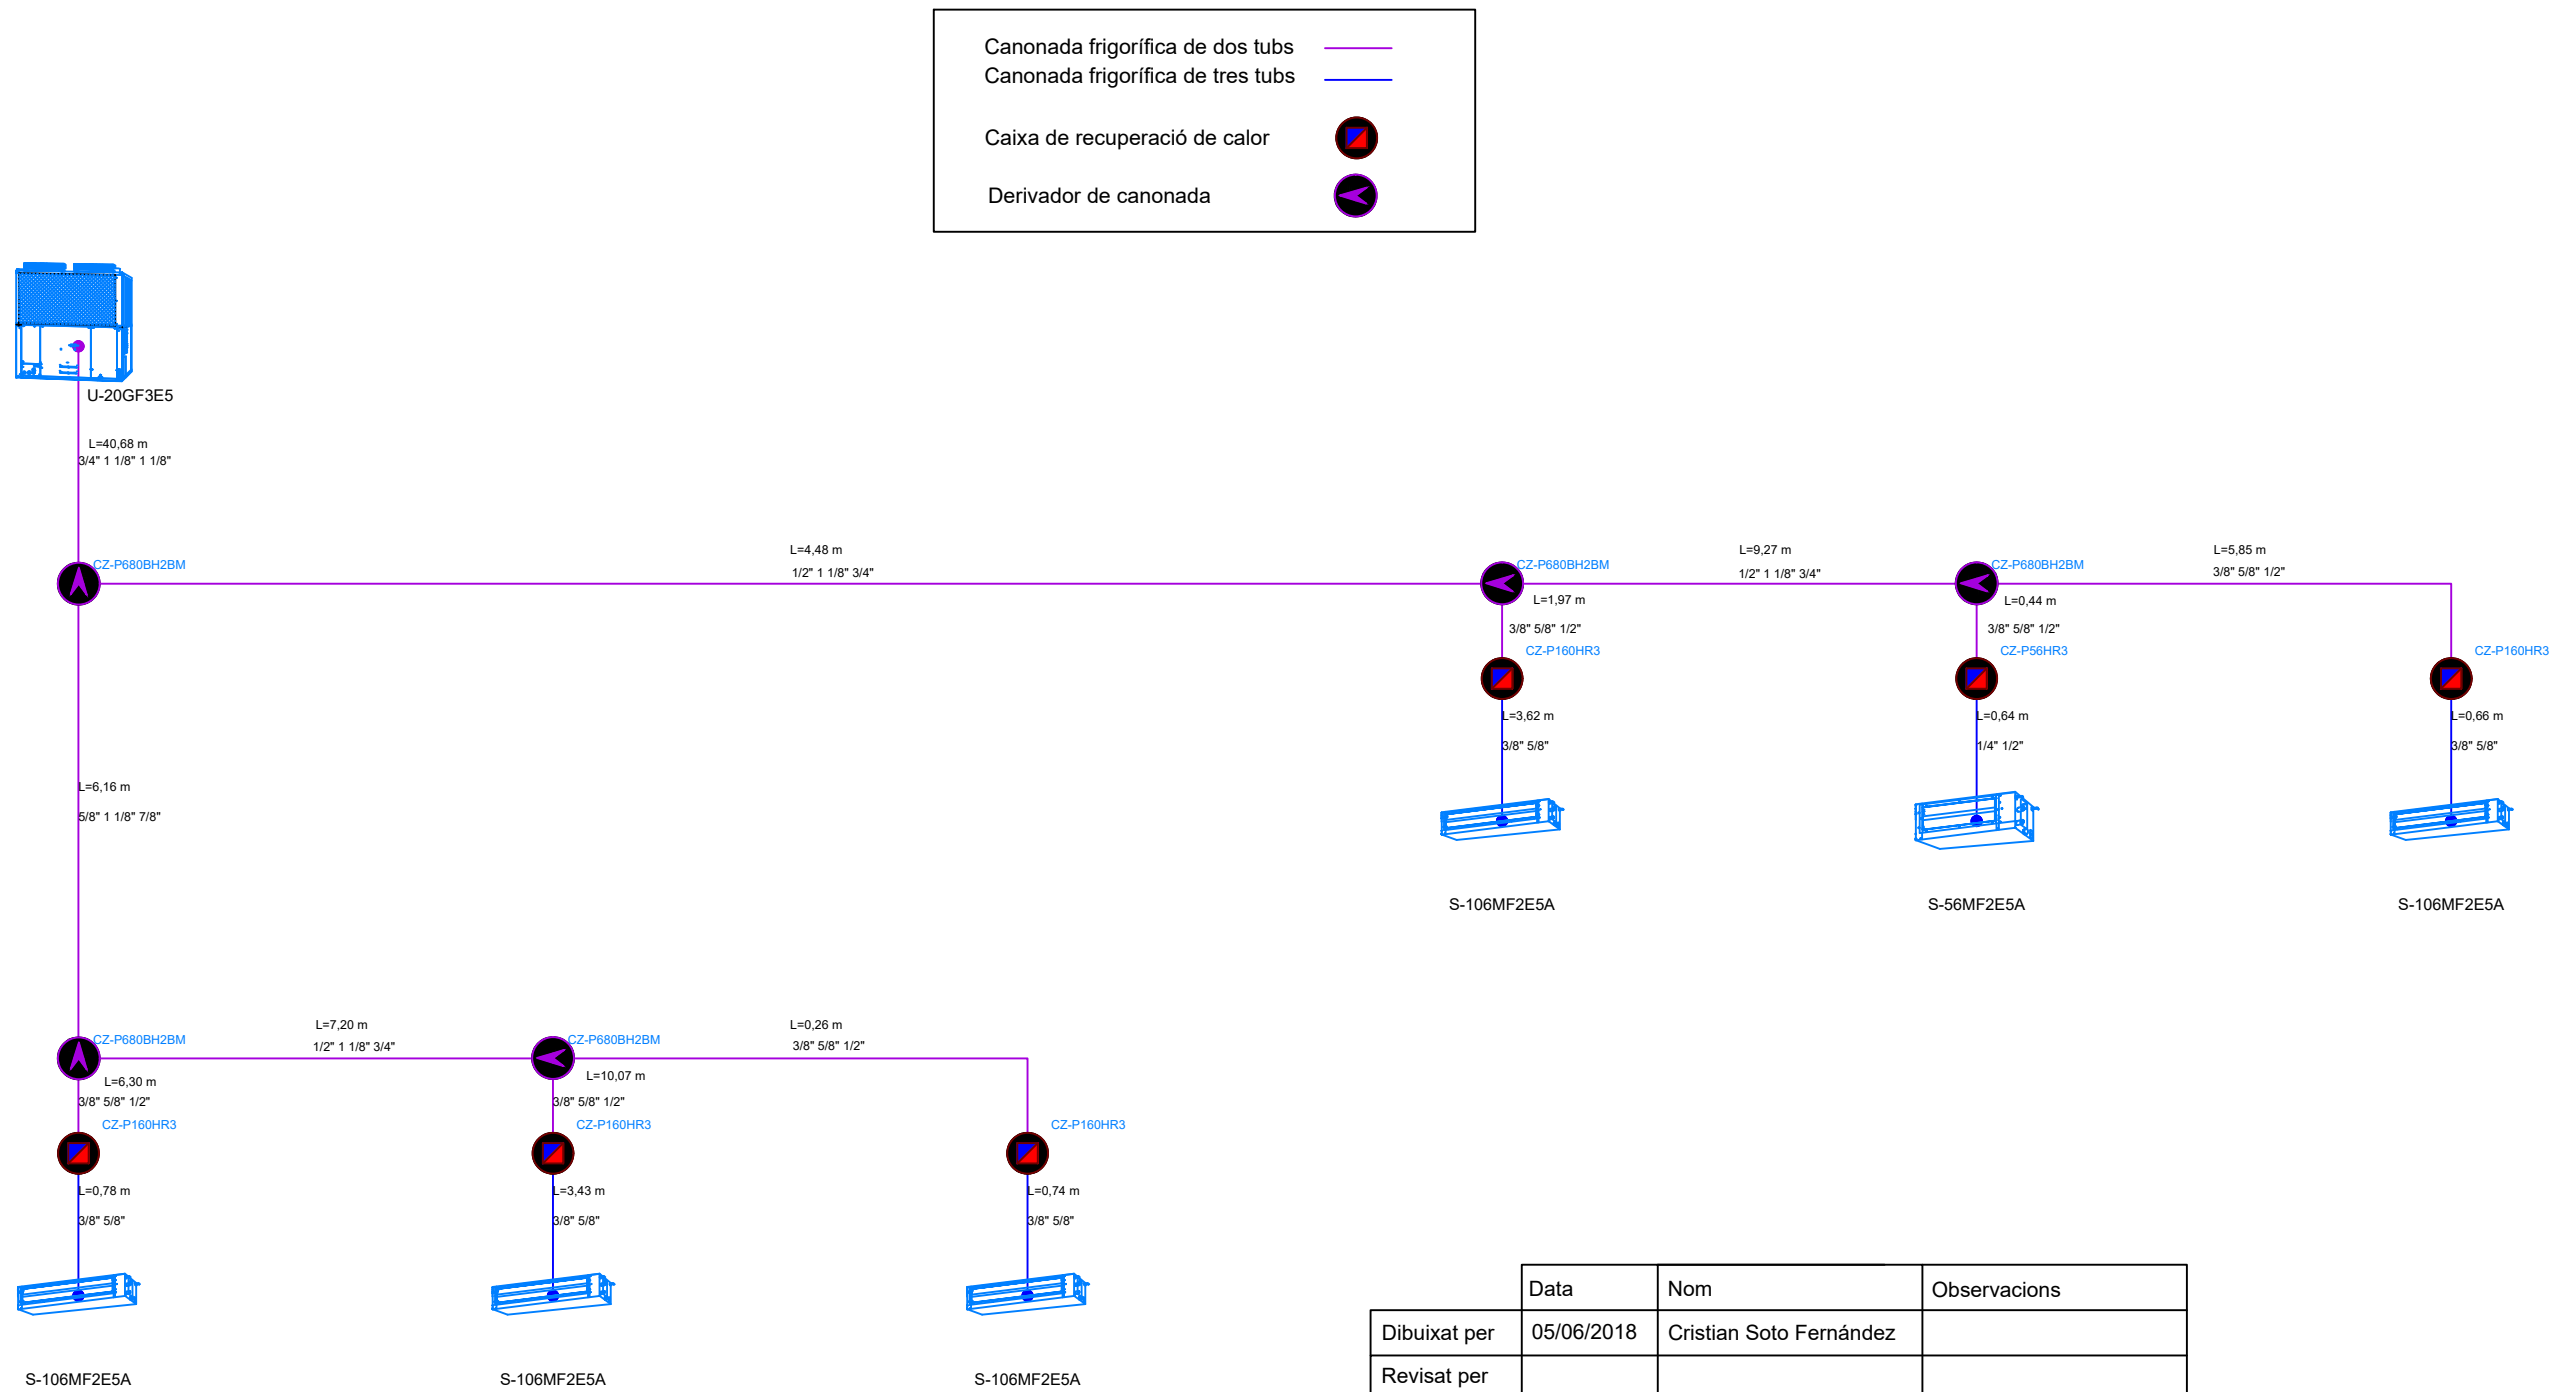 Canonada frigorífica de dos tubs
Canonada frigorífica de tres tubs
Caixa de recuperació de calor
Derivador de canonada
U-20GF3E5
L=40,68 m
3/4" 1 1/8" 1 1/8"
CZ-P680BH2BM
L=4,48 m
1/2" 1 1/8" 3/4"
CZ-P680BH2BM
L=9,27 m
1/2" 1 1/8" 3/4"
CZ-P680BH2BM
L=5,85 m
3/8" 5/8" 1/2"
L=1,97 m
3/8" 5/8" 1/2"
CZ-P160HR3
L=0,44 m
3/8" 5/8" 1/2"
CZ-P56HR3
CZ-P160HR3
L=3,62 m
3/8" 5/8"
L=0,64 m
1/4" 1/2"
L=0,66 m
3/8" 5/8"
L=6,16 m
5/8" 1 1/8" 7/8"
S-106MF2E5A
S-56MF2E5A
S-106MF2E5A
CZ-P680BH2BM
L=7,20 m
1/2" 1 1/8" 3/4"
CZ-P680BH2BM
L=0,26 m
3/8" 5/8" 1/2"
L=6,30 m
3/8" 5/8" 1/2"
CZ-P160HR3
L=10,07 m
3/8" 5/8" 1/2"
CZ-P160HR3
CZ-P160HR3
L=0,78 m
3/8" 5/8"
L=3,43 m
3/8" 5/8"
L=0,74 m
3/8" 5/8"
S-106MF2E5A
S-106MF2E5A
S-106MF2E5A
Data Nom Observacions
Dibuixat per 05/06/2018 Cristian Soto Fernández
Revisat per